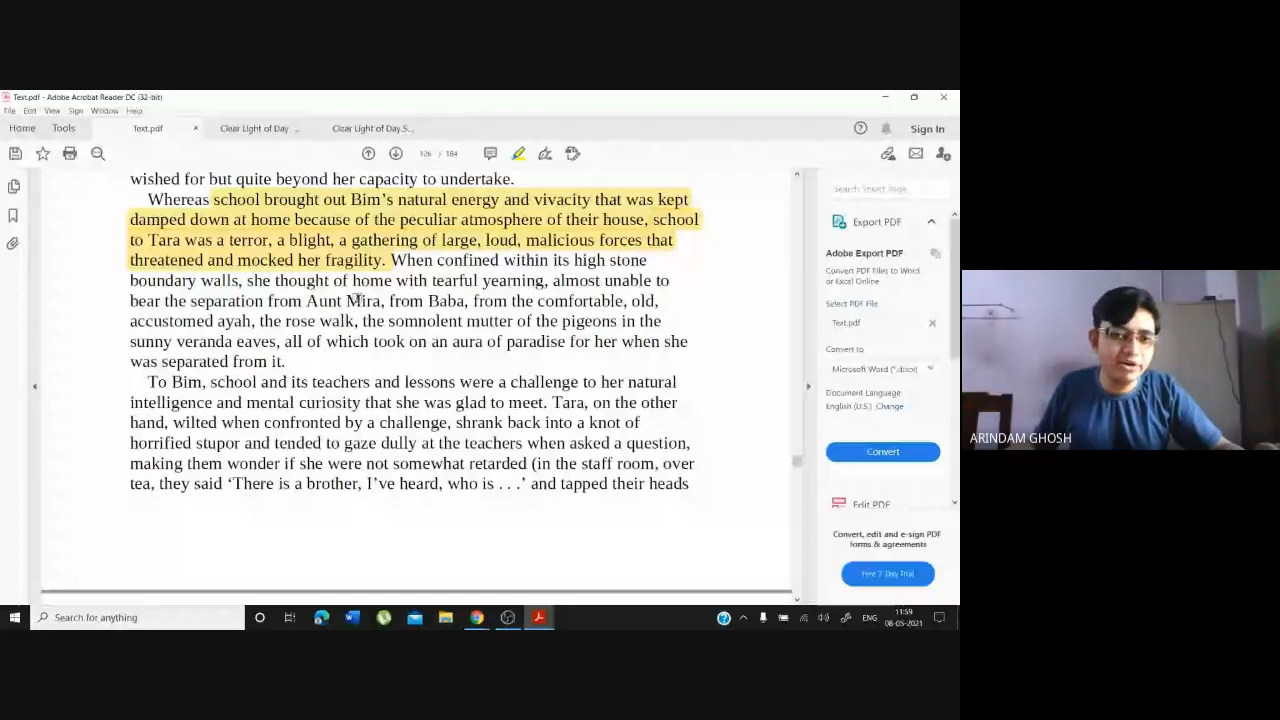 Text.pdf - Adobe Acrobat Reader DC (32-bit)
File Edit View Sign Window Help
Home Tools Text.pdf × Clear Light of Day Clear Light of Day.S... Sign In
126 / 184
wished for but quite beyond her capacity to undertake.
Whereas school brought out Bim’s natural energy and vivacity that was kept
damped down at home because of the peculiar atmosphere of their house, school
to Tara was a terror, a blight, a gathering of large, loud, malicious forces that
threatened and mocked her fragility. When confined within its high stone
boundary walls, she thought of home with tearful yearning, almost unable to
bear the separation from Aunt Mira, from Baba, from the comfortable, old,
accustomed ayah, the rose walk, the somnolent mutter of the pigeons in the
sunny veranda eaves, all of which took on an aura of paradise for her when she
was separated from it.
To Bim, school and its teachers and lessons were a challenge to her natural
intelligence and mental curiosity that she was glad to meet. Tara, on the other
hand, wilted when confronted by a challenge, shrank back into a knot of
horrified stupor and tended to gaze dully at the teachers when asked a question,
making them wonder if she were not somewhat retarded (in the staff room, over
tea, they said ‘There is a brother, I’ve heard, who is . . .’ and tapped their heads
Export PDF
Adobe Export PDF
Convert PDF Files to Word
or Excel Online
Select PDF File
Text.pdf ×
Convert to
Microsoft Word (*.docx)
Document Language:
English (U.S.) Change
Convert
Edit PDF
Convert, edit and e-sign PDF
forms & agreements
Free 7-Day Trial
ARINDAM GHOSH
Search for anything
ENG
11:59
08-05-2021